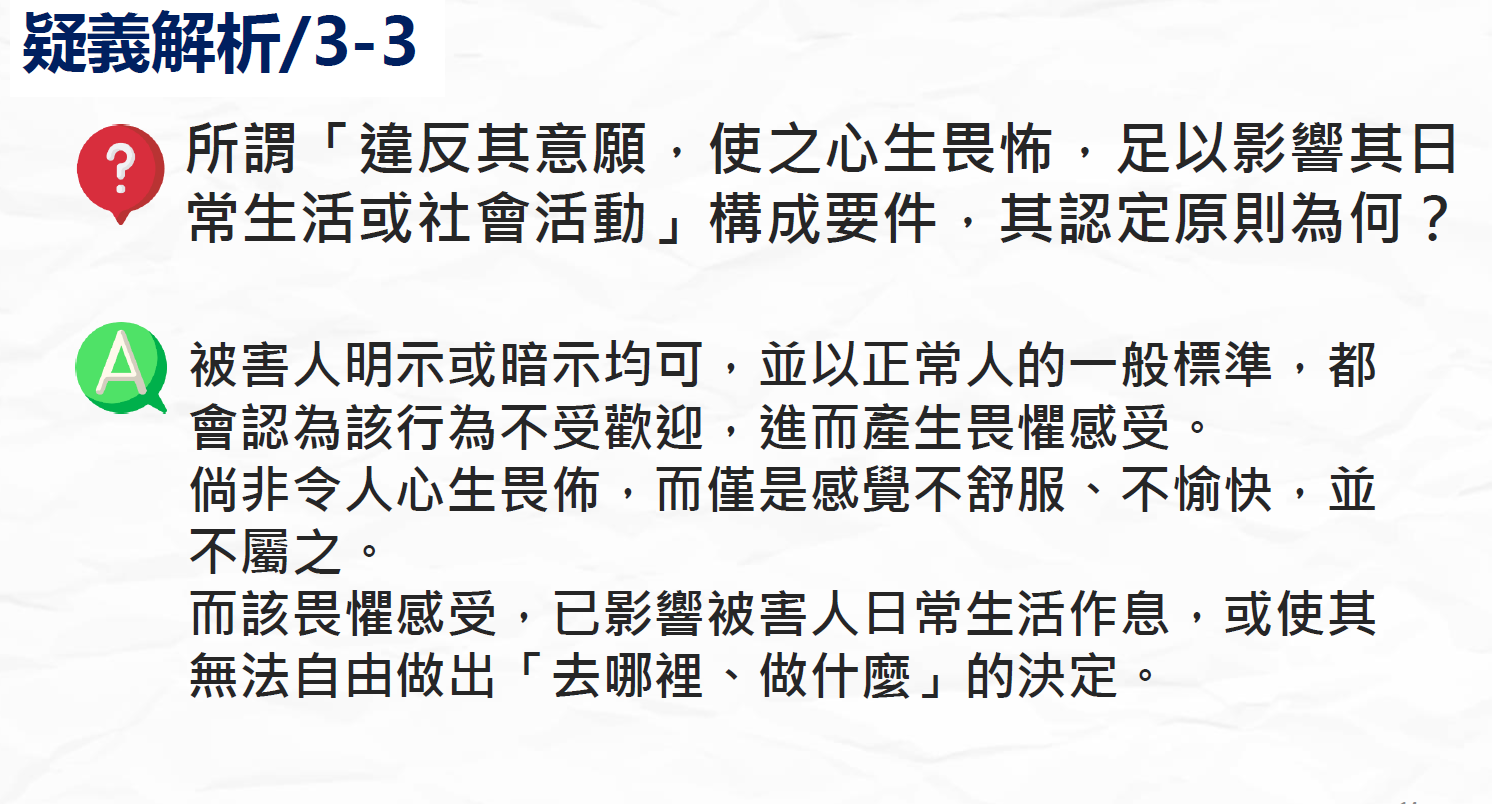 疑義解析/3-3
所謂「違反其意願，使之心生畏怖，足以影響其日
常生活或社會活動」構成要件，其認定原則為何？
被害人明示或暗示均可，並以正常人的一般標準，都
會認為該行為不受歡迎，進而產生畏懼感受。
倘非令人心生畏佈，而僅是感覺不舒服、不愉快，並
不屬之。
而該畏懼感受，已影響被害人日常生活作息，或使其
無法自由做出「去哪裡、做什麼」的決定。